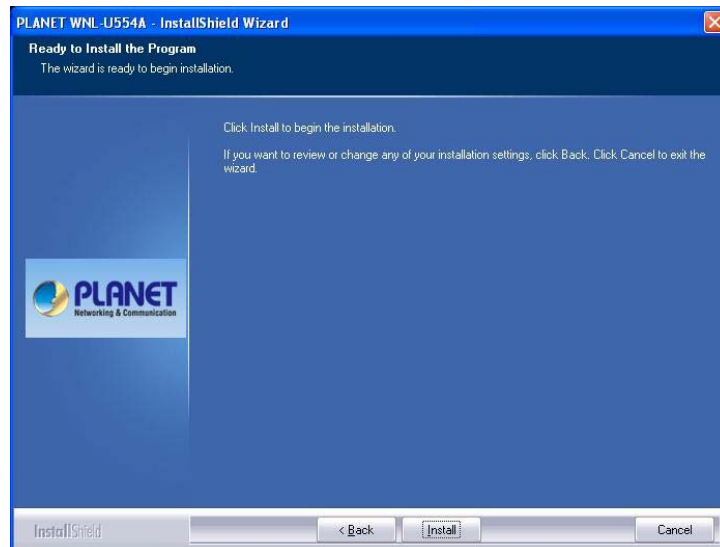 PLANET WNL-U554A - InstallShield Wizard
Ready to Install the Program
The wizard is ready to begin installation.
Click Install to begin the installation.
If you want to review or change any of your installation settings, click Back. Click Cancel to exit the
wizard.
PLANET
Networking & Communication
InstallShield
< Back
Install
Cancel